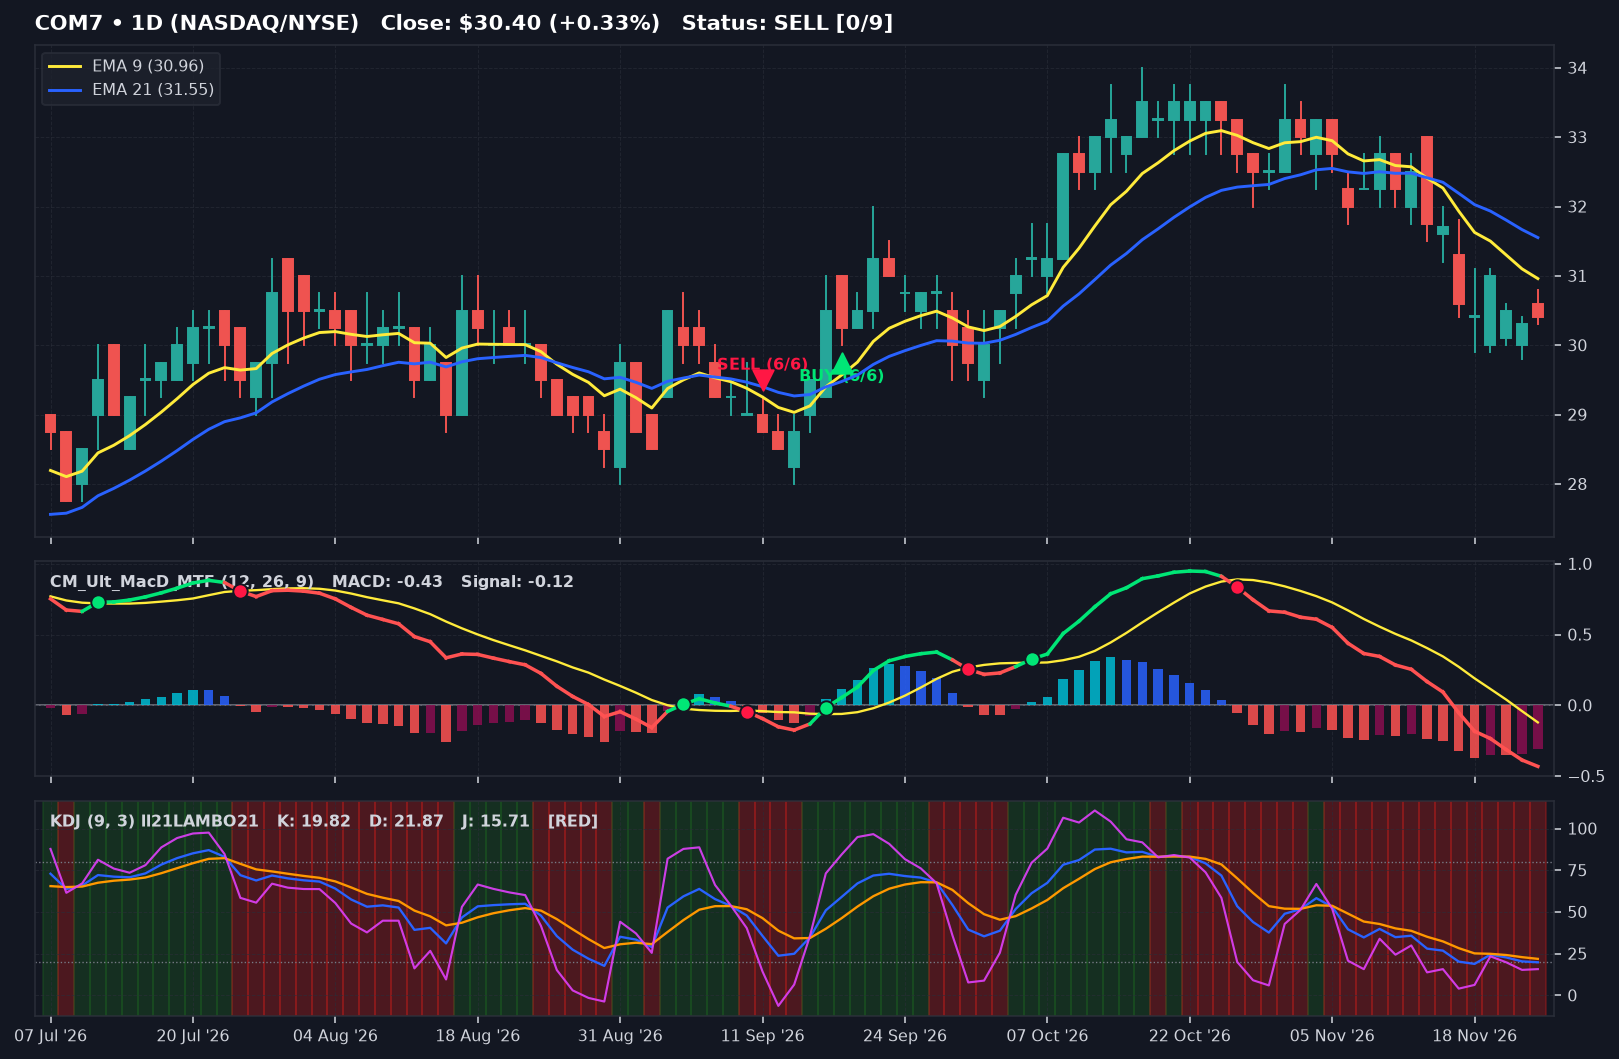 COM7 • 1D (NASDAQ/NYSE)   Close: $30.40 (+0.33%)   Status: SELL [0/9]
EMA 9 (30.96)
EMA 21 (31.55)
34
33
32
31
30
29
28
SELL (6/6)
BUY (6/6)
CM_Ult_MacD_MTF (12, 26, 9)   MACD: -0.43   Signal: -0.12
1.0
0.5
0.0
−0.5
KDJ (9, 3) II21LAMBO21   K: 19.82   D: 21.87   J: 15.71   [RED]
100
75
50
25
0
07 Jul '26
20 Jul '26
04 Aug '26
18 Aug '26
31 Aug '26
11 Sep '26
24 Sep '26
07 Oct '26
22 Oct '26
05 Nov '26
18 Nov '26